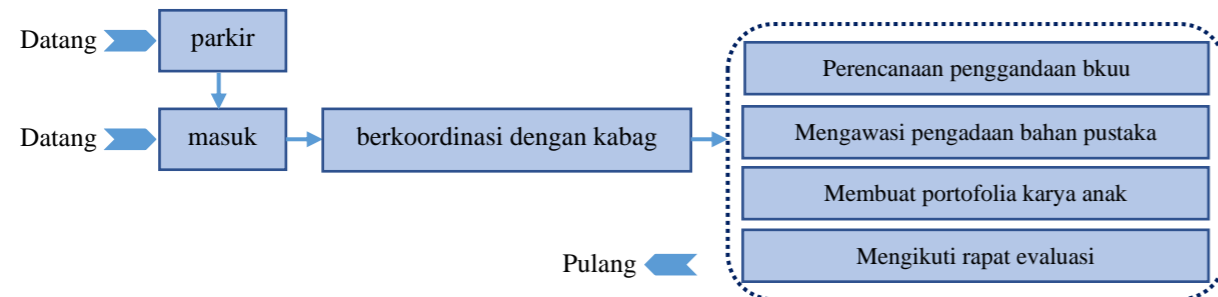 Datang
parkir
Datang
masuk
berkoordinasi dengan kabag
Perencanaan penggandaan bkuu
Mengawasi pengadaan bahan pustaka
Membuat portofolia karya anak
Mengikuti rapat evaluasi
Pulang